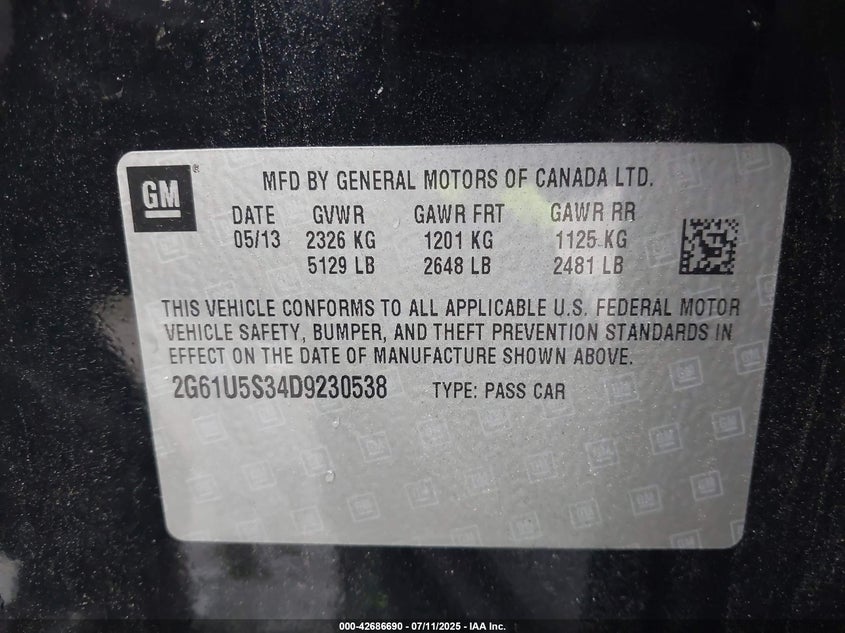 GM
MFD BY GENERAL MOTORS OF CANADA LTD.
DATE GVWR GAWR FRT GAWR RR
05/13 2326 KG 1201 KG 1125 KG
5129 LB 2648 LB 2481 LB
THIS VEHICLE CONFORMS TO ALL APPLICABLE U.S. FEDERAL MOTOR
VEHICLE SAFETY, BUMPER, AND THEFT PREVENTION STANDARDS IN
EFFECT ON THE DATE OF MANUFACTURE SHOWN ABOVE.
2G61U5S34D9230538 TYPE: PASS CAR
000-42686690 - 07/11/2025 - IAA Inc.